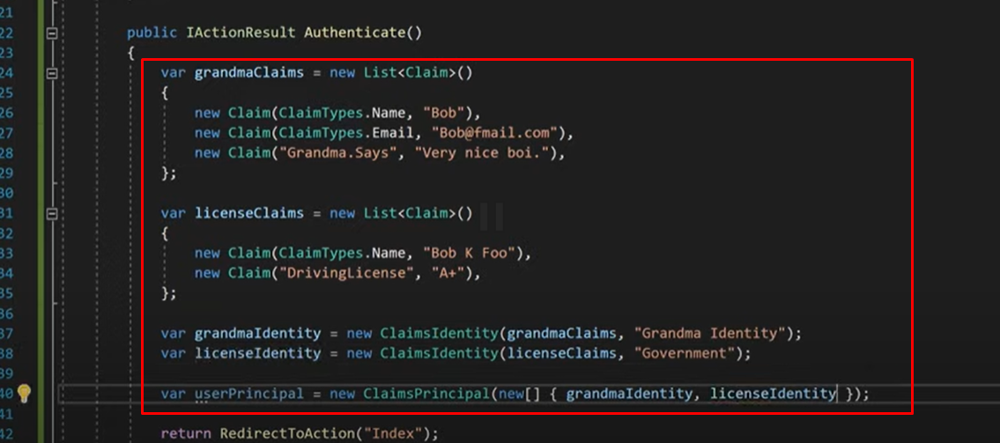 21
22 public IActionResult Authenticate()
23 {
24 var grandmaClaims = new List<Claim>()
25 {
26 new Claim(ClaimTypes.Name, "Bob"),
27 new Claim(ClaimTypes.Email, "Bob@fmail.com"),
28 new Claim("Grandma.Says", "Very nice boi."),
29 };
30
31 var licenseClaims = new List<Claim>()
32 {
33 new Claim(ClaimTypes.Name, "Bob K Foo"),
34 new Claim("DrivingLicense", "A+"),
35 };
36
37 var grandmaIdentity = new ClaimsIdentity(grandmaClaims, "Grandma Identity");
38 var licenseIdentity = new ClaimsIdentity(licenseClaims, "Government");
39
40 var userPrincipal = new ClaimsPrincipal(new[] { grandmaIdentity, licenseIdentity });
41
42 return RedirectToAction("Index");